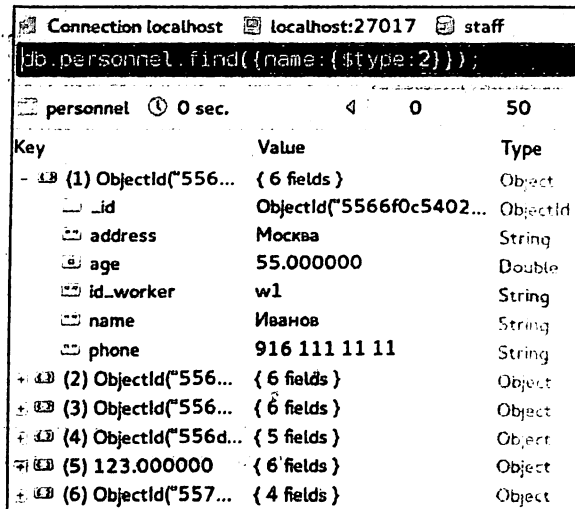 Connection localhost localhost:27017 staff
db.personnel.find({name:{$type:2}});
personnel 0 sec. 0 50
Key Value Type
(1) ObjectId("556... { 6 fields } Object
_id ObjectId("5566f0c5402... ObjectId
address Москва String
age 55.000000 Double
id_worker w1 String
name Иванов String
phone 916 111 11 11 String
(2) ObjectId("556... { 6 fields } Object
(3) ObjectId("556... { 6 fields } Object
(4) ObjectId("556d... { 5 fields } Object
(5) 123.000000 { 6 fields } Object
(6) ObjectId("557... { 4 fields } Object